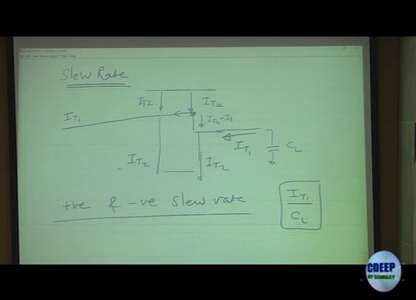 Slew Rate
IT2 IT2
IT1 IT2-I1
IT1 CL
IT2 IT2
+ve & -ve slew rate IT1/CL
CDEEP
IIT BOMBAY